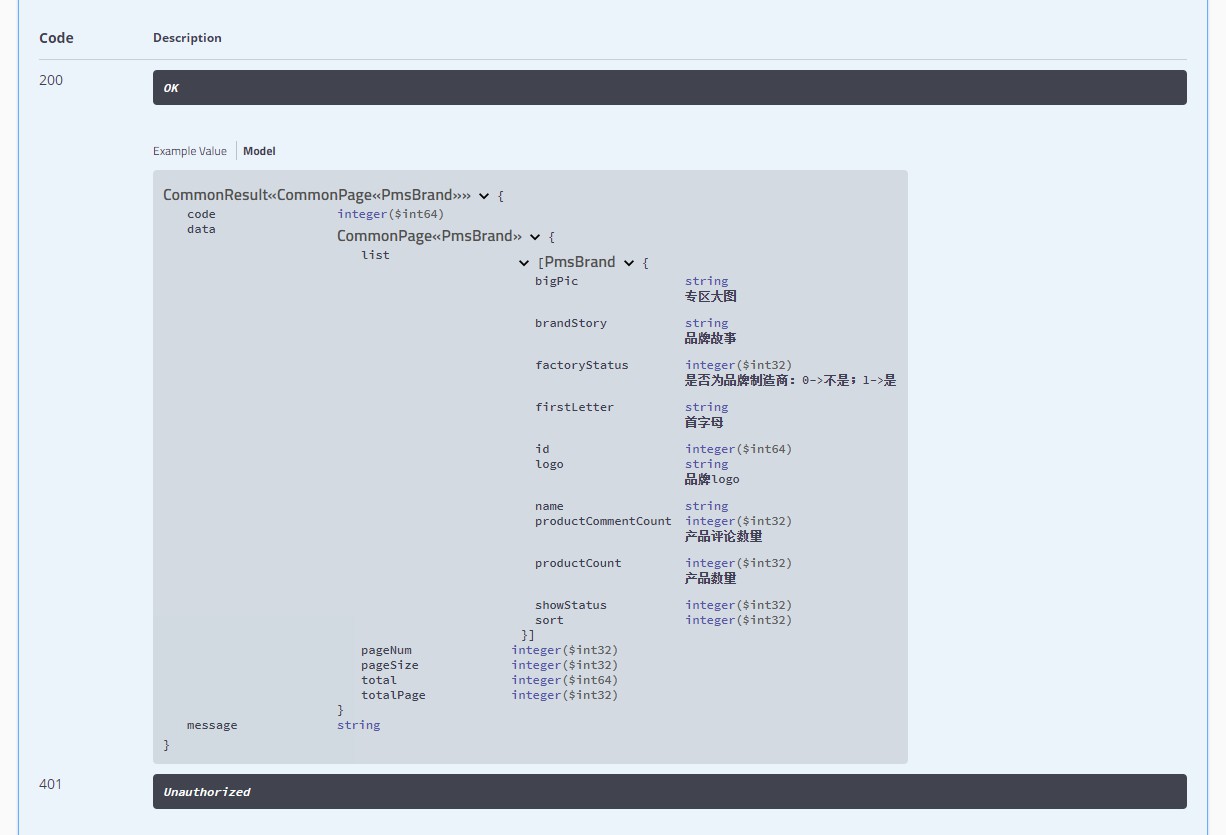 Code Description
200 OK
Example Value Model
CommonResult«CommonPage«PmsBrand»» {
code integer($int64)
data
CommonPage«PmsBrand» {
list
[PmsBrand {
bigPic string
专区大图
brandStory string
品牌故事
factoryStatus integer($int32)
是否为品牌制造商：0->不是；1->是
firstLetter string
首字母
id integer($int64)
logo string
品牌logo
name string
productCommentCount integer($int32)
产品评论数量
productCount integer($int32)
产品数量
showStatus integer($int32)
sort integer($int32)
}]
pageNum integer($int32)
pageSize integer($int32)
total integer($int64)
totalPage integer($int32)
}
message string
}
401 Unauthorized